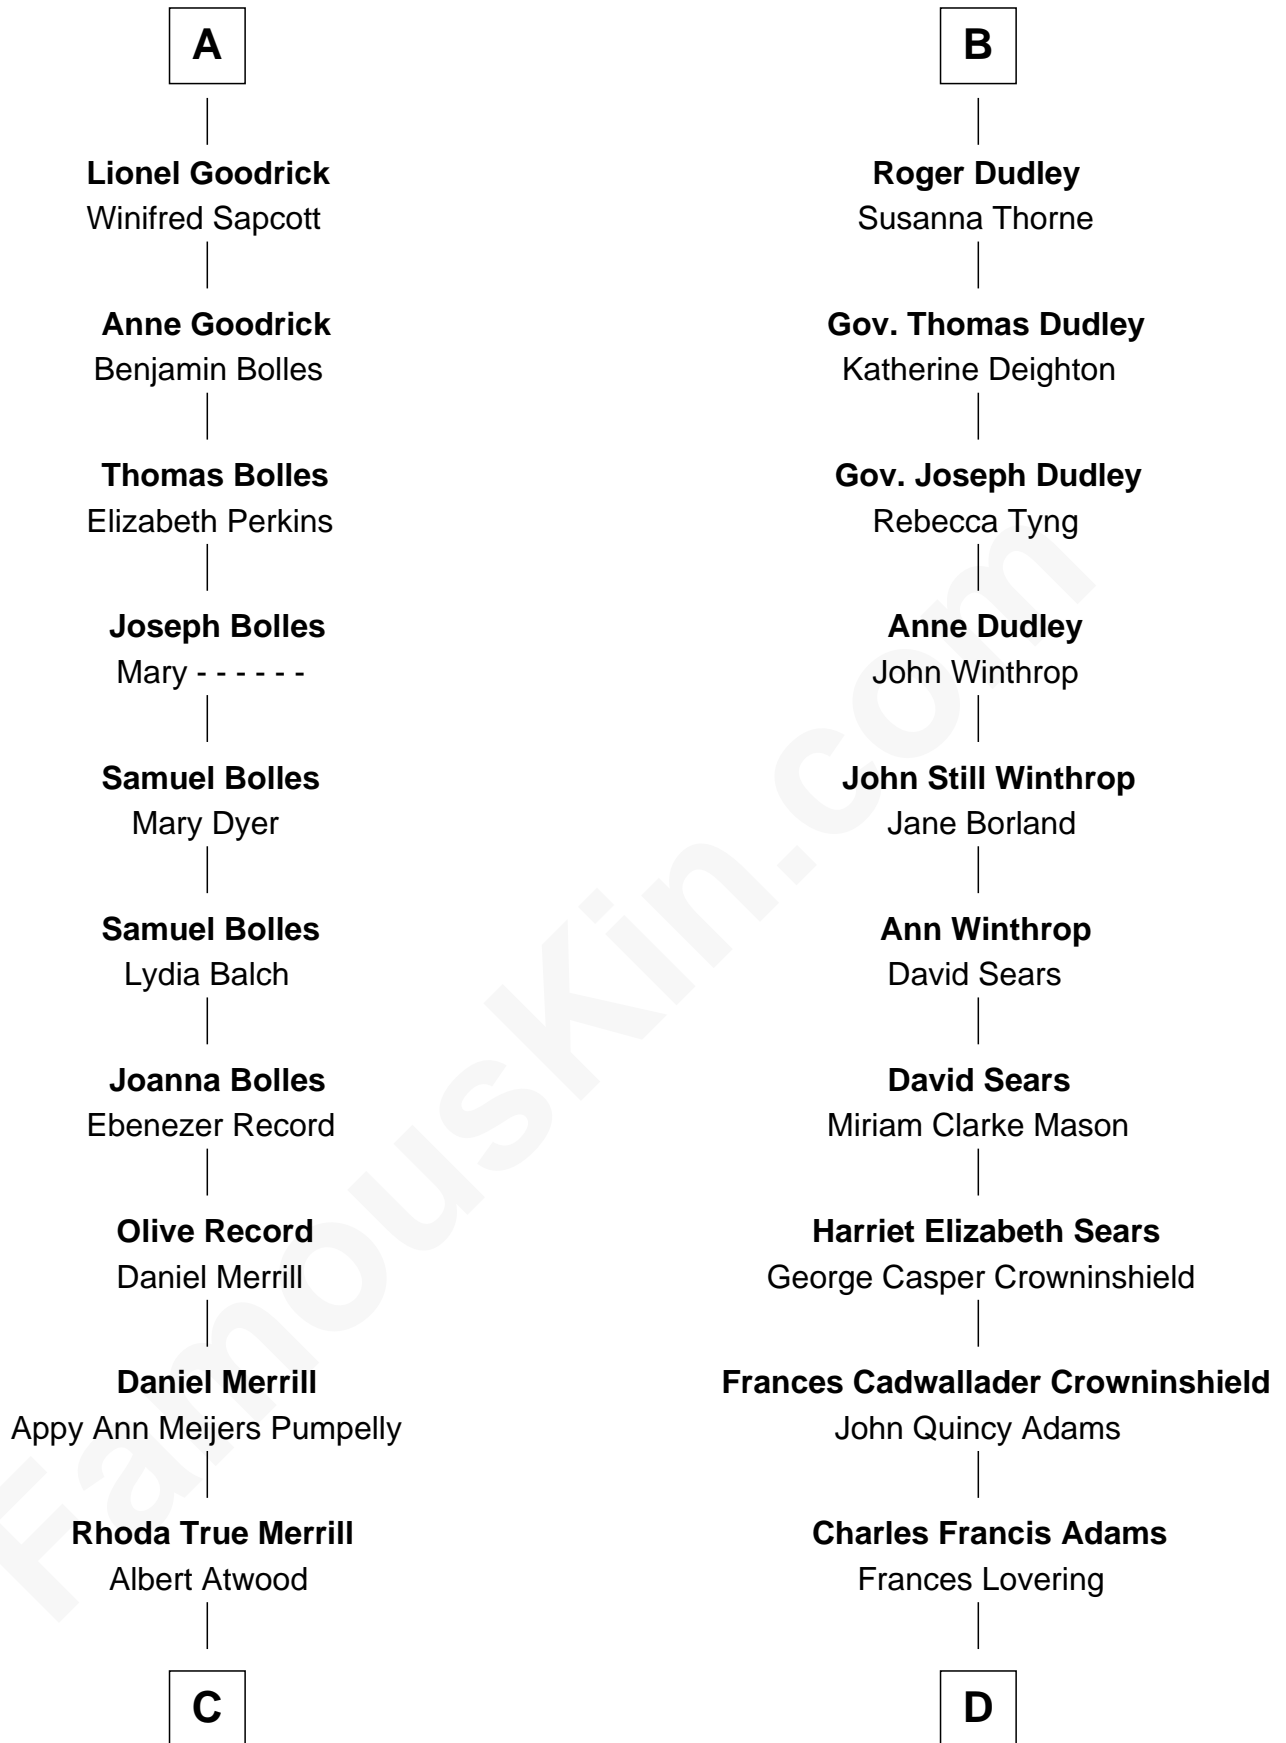 A
Lionel Goodrick
Winifred Sapcott
Anne Goodrick
Benjamin Bolles
Thomas Bolles
Elizabeth Perkins
Joseph Bolles
Mary - - - - - -
Samuel Bolles
Mary Dyer
Samuel Bolles
Lydia Balch
Joanna Bolles
Ebenezer Record
Olive Record
Daniel Merrill
Daniel Merrill
Appy Ann Meijers Pumpelly
Rhoda True Merrill
Albert Atwood
C
B
Roger Dudley
Susanna Thorne
Gov. Thomas Dudley
Katherine Deighton
Gov. Joseph Dudley
Rebecca Tyng
Anne Dudley
John Winthrop
John Still Winthrop
Jane Borland
Ann Winthrop
David Sears
David Sears
Miriam Clarke Mason
Harriet Elizabeth Sears
George Casper Crowninshield
Frances Cadwallader Crowninshield
John Quincy Adams
Charles Francis Adams
Frances Lovering
D
FamousKin.com